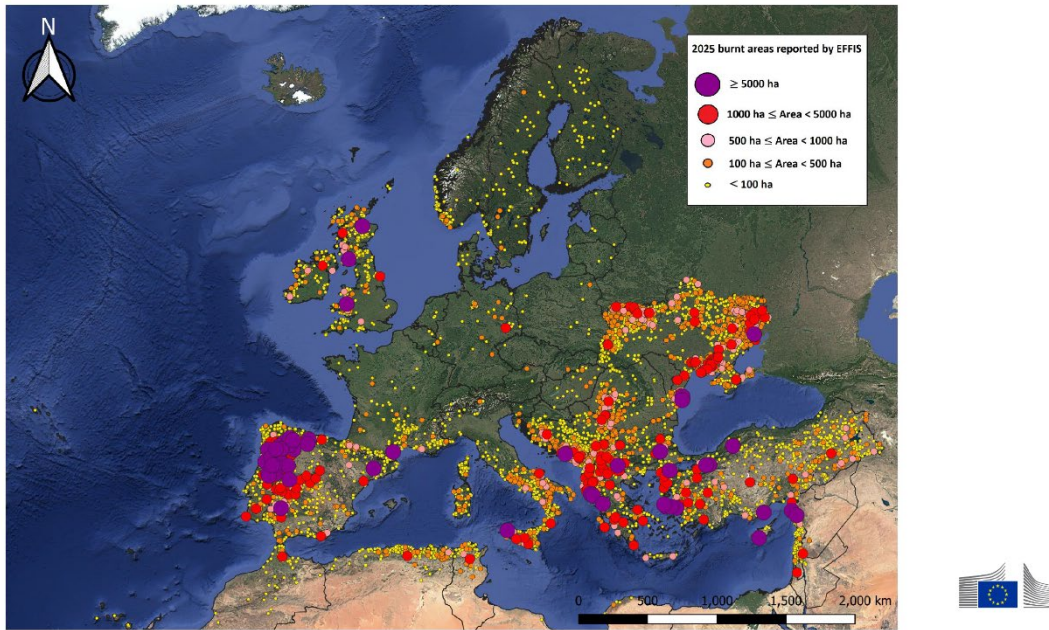 N
2025 burnt areas reported by EFFIS
≥ 5000 ha
1000 ha ≤ Area < 5000 ha
500 ha ≤ Area < 1000 ha
100 ha ≤ Area < 500 ha
< 100 ha
0 500 1,000 1,500 2,000 km